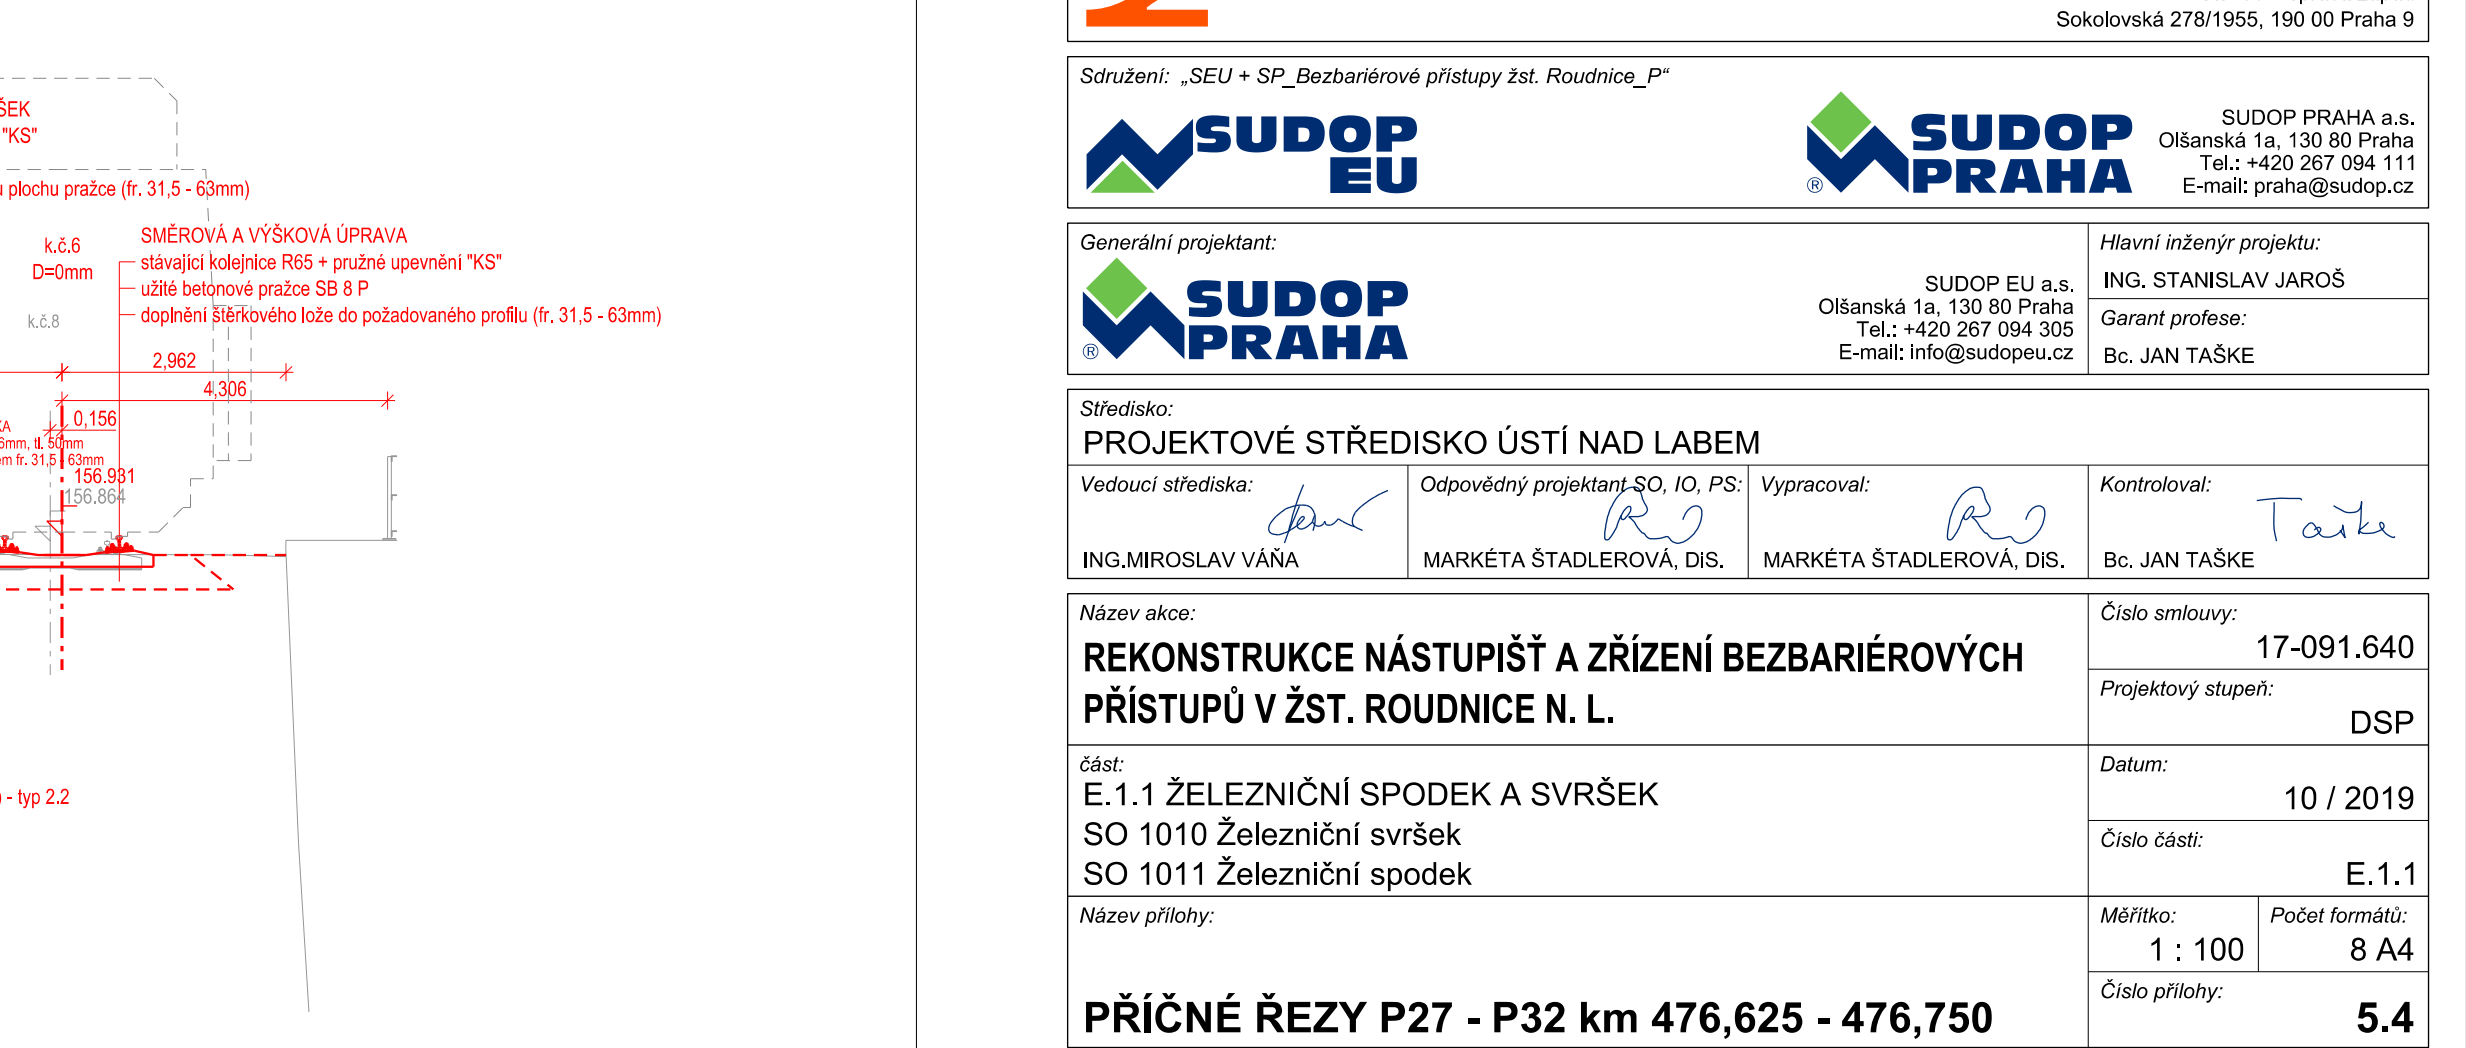 ŠEK
"KS"
plochu pražce (fr. 31,5 - 63mm)
k.č.6
D=0mm
k.č.8
SMĚROVÁ A VÝŠKOVÁ ÚPRAVA
stávající kolejnice R65 + pružné upevnění "KS"
užité betonové pražce SB 8 P
doplnění štěrkového lože do požadovaného profilu (fr. 31,5 - 63mm)
2,962
4,306
0,156
KA
6mm, tl. 50mm
em fr. 31,5 - 63mm
156.931
156.864
- typ 2.2
Sokolovská 278/1955, 190 00 Praha 9
Sdružení: „SEU + SP_Bezbariérové přístupy žst. Roudnice_P“
SUDOP
EU
SUDOP
PRAHA
®
SUDOP PRAHA a.s.
Olšanská 1a, 130 80 Praha
Tel.: +420 267 094 111
E-mail: praha@sudop.cz
Generální projektant:
SUDOP
PRAHA
®
SUDOP EU a.s.
Olšanská 1a, 130 80 Praha
Tel.: +420 267 094 305
E-mail: info@sudopeu.cz
Hlavní inženýr projektu:
ING. STANISLAV JAROŠ
Garant profese:
Bc. JAN TAŠKE
Středisko:
PROJEKTOVÉ STŘEDISKO ÚSTÍ NAD LABEM
Vedoucí střediska:
ING.MIROSLAV VÁŇA
Odpovědný projektant SO, IO, PS:
MARKÉTA ŠTADLEROVÁ, DiS.
Vypracoval:
MARKÉTA ŠTADLEROVÁ, DiS.
Kontroloval:
Taške
Bc. JAN TAŠKE
Název akce:
REKONSTRUKCE NÁSTUPIŠŤ A ZŘÍZENÍ BEZBARIÉROVÝCH
PŘÍSTUPŮ V ŽST. ROUDNICE N. L.
Číslo smlouvy:
17-091.640
Projektový stupeň:
DSP
část:
E.1.1 ŽELEZNIČNÍ SPODEK A SVRŠEK
SO 1010 Železniční svršek
SO 1011 Železniční spodek
Datum:
10 / 2019
Číslo části:
E.1.1
Název přílohy:
PŘÍČNÉ ŘEZY P27 - P32 km 476,625 - 476,750
Měřítko:
1 : 100
Počet formátů:
8 A4
Číslo přílohy:
5.4